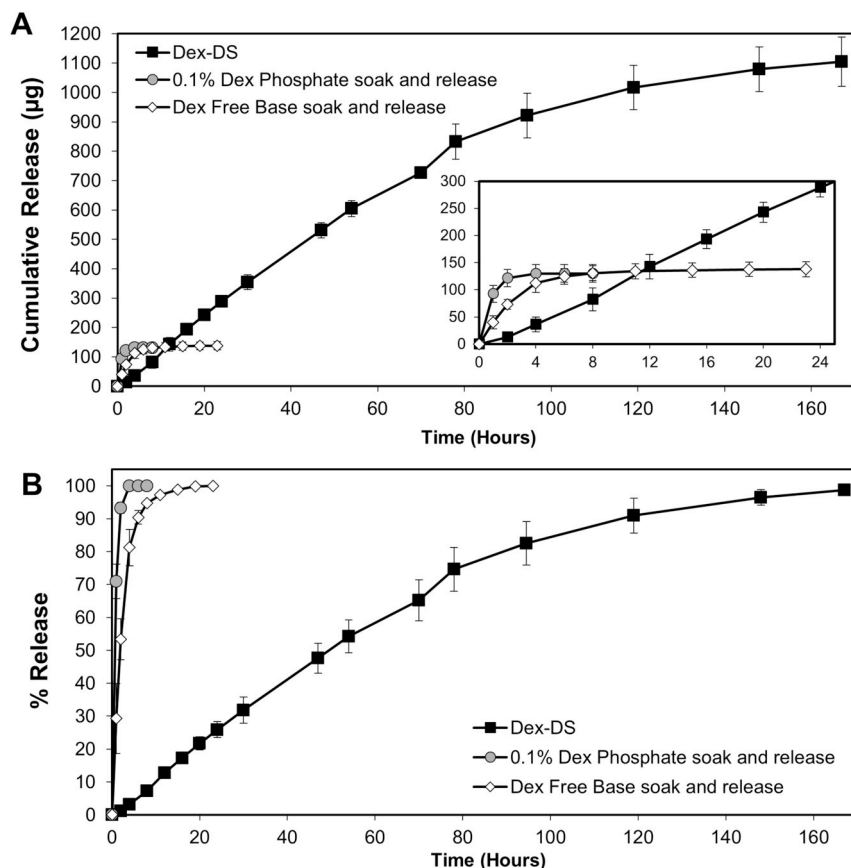 A
Cumulative Release (µg)
1200
1100
1000
900
800
700
600
500
400
300
200
100
0
Dex-DS
0.1% Dex Phosphate soak and release
Dex Free Base soak and release
300
250
200
150
100
50
0
0 4 8 12 16 20 24
0 20 40 60 80 100 120 140 160
Time (Hours)
B
% Release
100
90
80
70
60
50
40
30
20
10
0
Dex-DS
0.1% Dex Phosphate soak and release
Dex Free Base soak and release
0 20 40 60 80 100 120 140 160
Time (Hours)